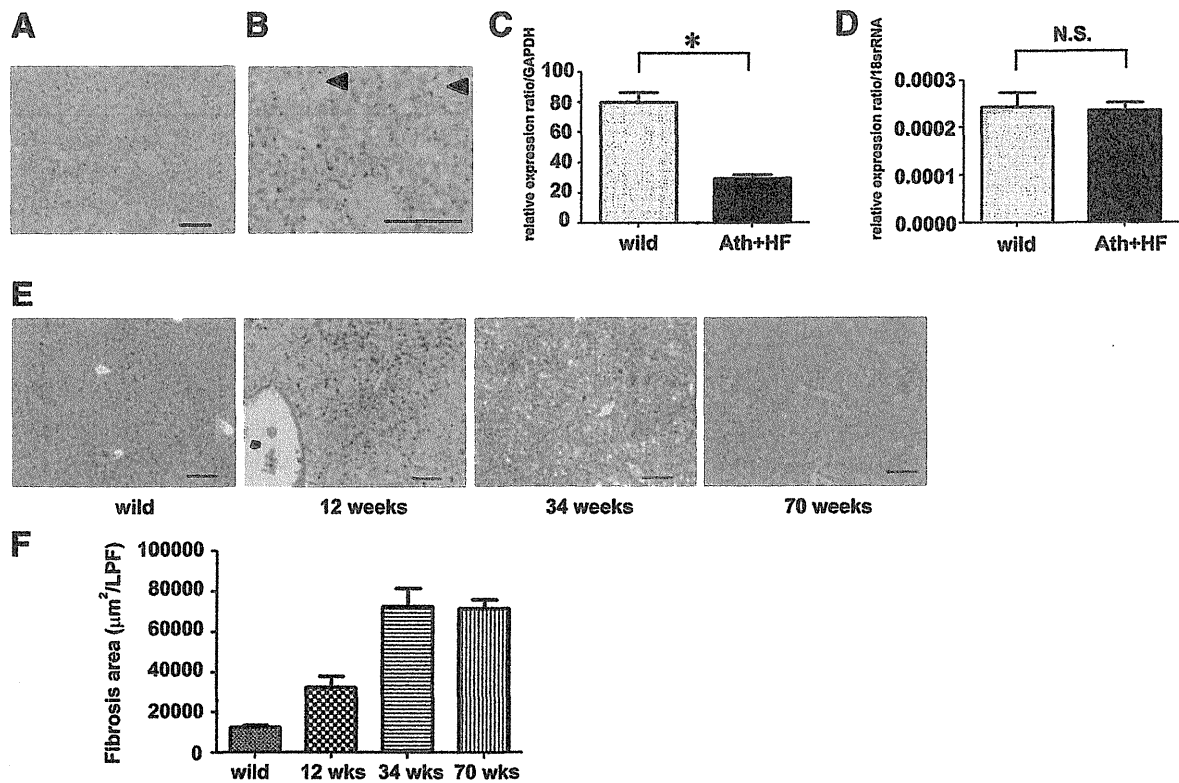 A
B
C
relative expression ratio/GAPDH
100
80
60
40
20
0
*
wild
Ath+HF
D
relative expression ratio/18srRNA
0.0003
0.0002
0.0001
0.0000
N.S.
wild
Ath+HF
E
wild
12 weeks
34 weeks
70 weeks
F
Fibrosis area (μm²/LPF)
100000
80000
60000
40000
20000
0
wild
12 wks
34 wks
70 wks